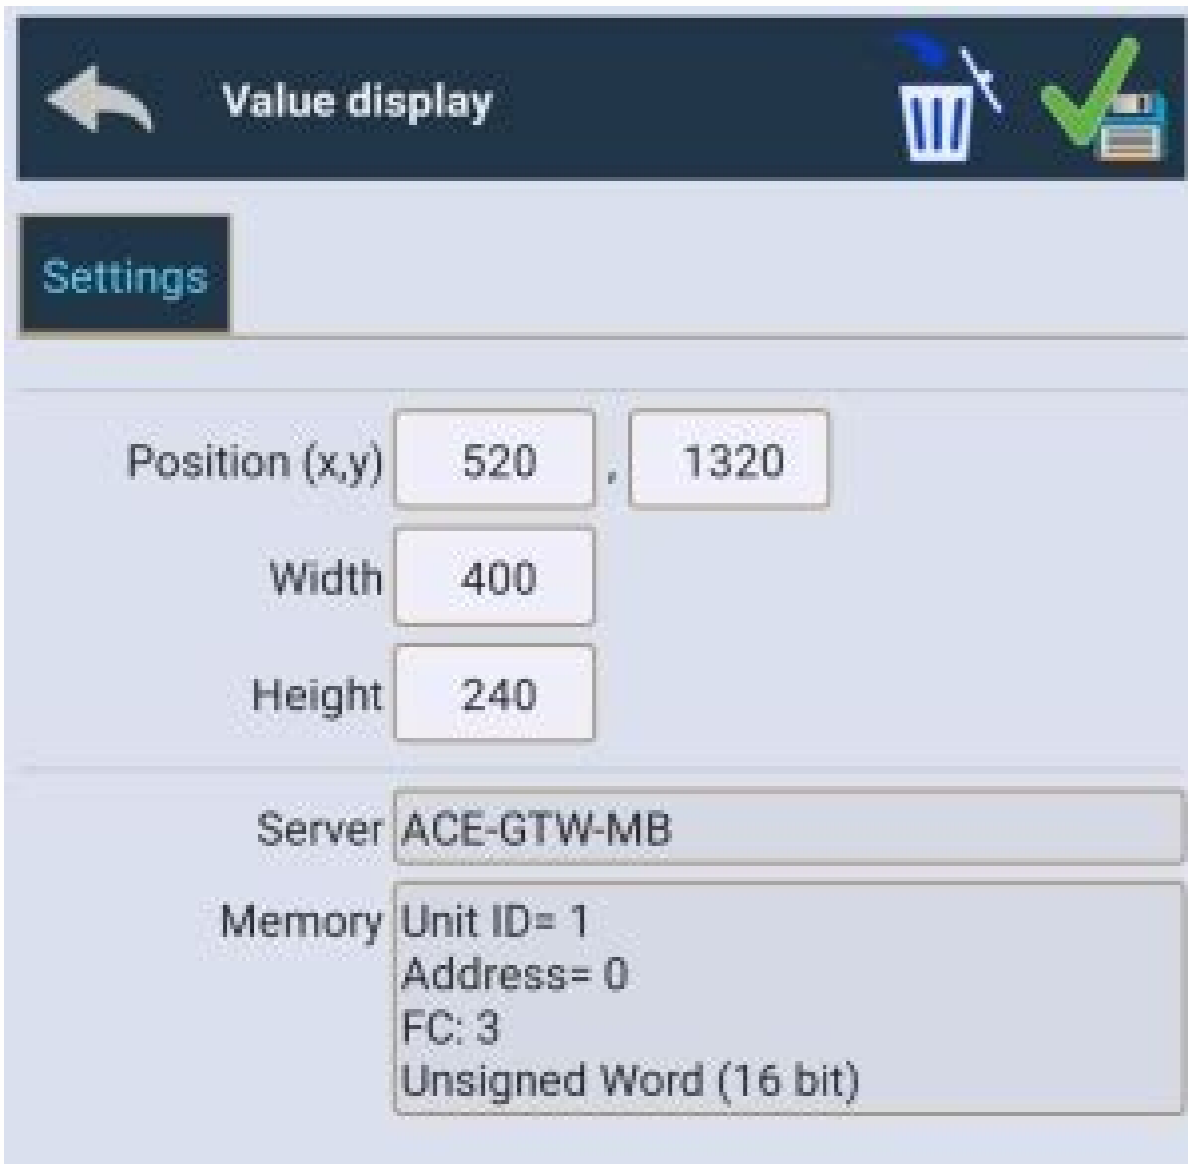 Value display
Settings
Position (x,y) 520 , 1320
Width 400
Height 240
Server ACE-GTW-MB
Memory Unit ID= 1
Address= 0
FC: 3
Unsigned Word (16 bit)